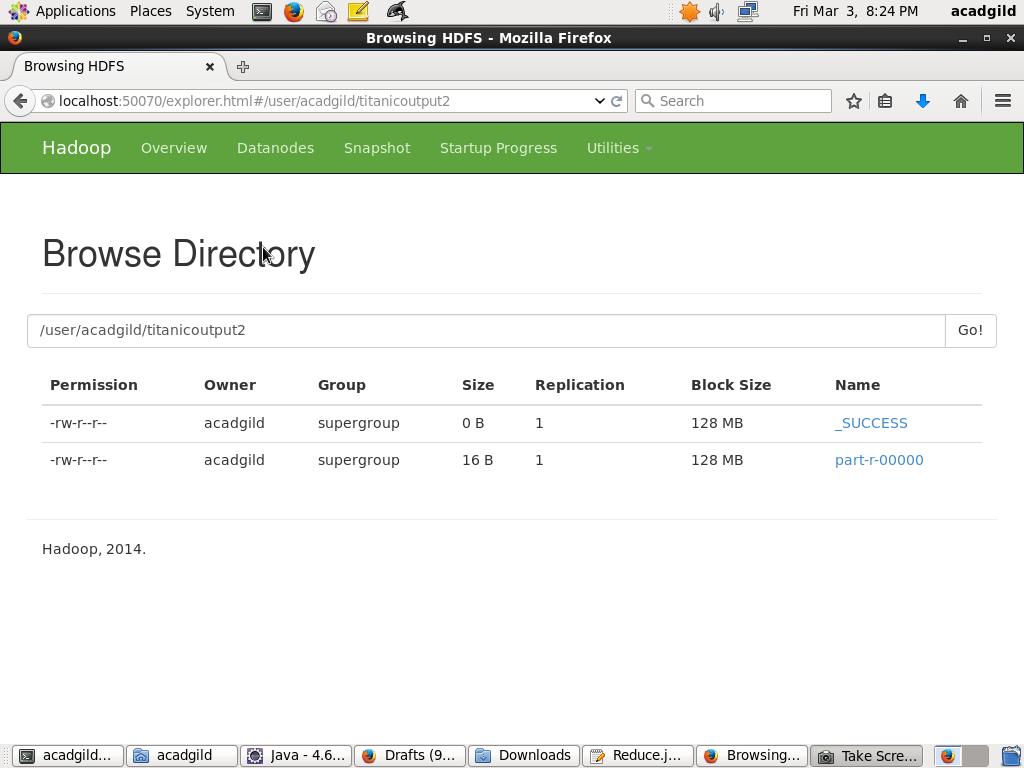 Applications Places System Fri Mar 3, 8:24 PM acadgild
Browsing HDFS - Mozilla Firefox
Browsing HDFS
localhost:50070/explorer.html#/user/acadgild/titanicoutput2 Search
Hadoop Overview Datanodes Snapshot Startup Progress Utilities
Browse Directory
/user/acadgild/titanicoutput2 Go!
Permission Owner Group Size Replication Block Size Name
-rw-r--r-- acadgild supergroup 0 B 1 128 MB _SUCCESS
-rw-r--r-- acadgild supergroup 16 B 1 128 MB part-r-00000
Hadoop, 2014.
acadgild... acadgild Java - 4.6... Drafts (9... Downloads Reduce.j... Browsing... Take Scre...